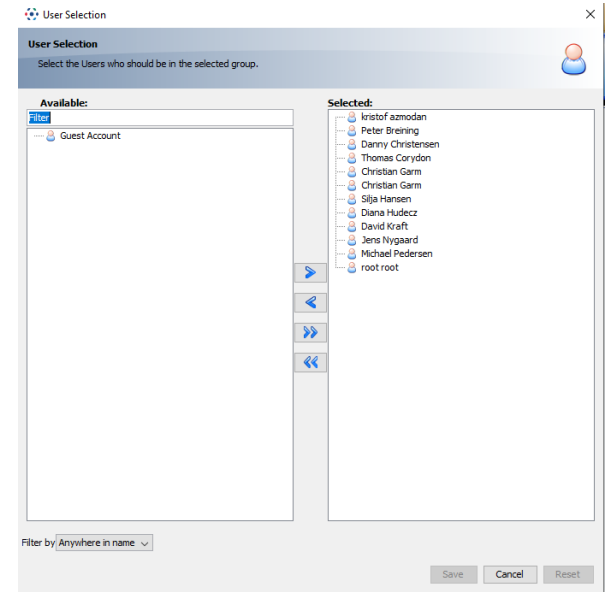 User Selection
User Selection
Select the Users who should be in the selected group.
Available:
Filter
Guest Account
Selected:
kristof azmodan
Peter Breining
Danny Christensen
Thomas Corydon
Christian Garm
Christian Garm
Silja Hansen
Diana Hudecz
David Kraft
Jens Nygaard
Michael Pedersen
root root
Filter by Anywhere in name
Save Cancel Reset